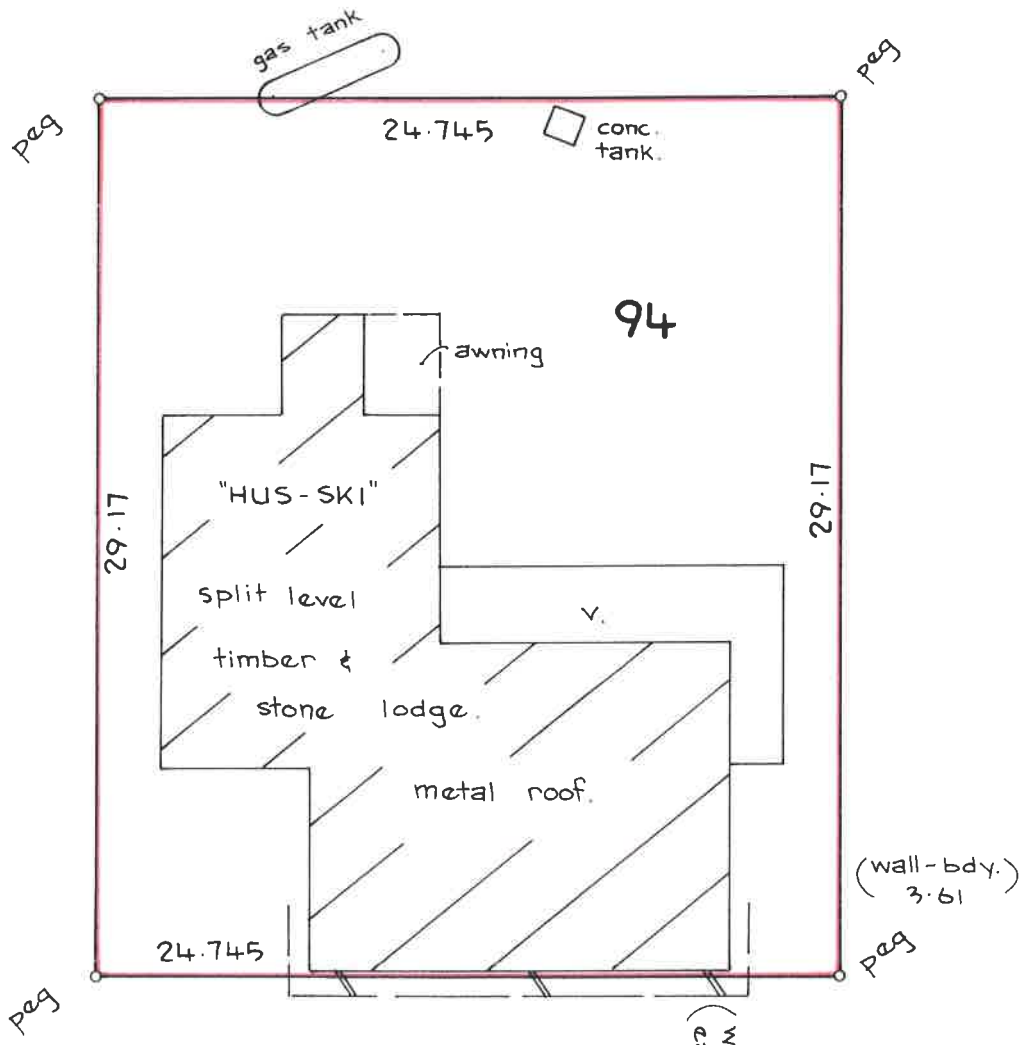 gas tank
peg
peg
24.745
conc.
tank.
94
awning
"HUS-SKI"
29.17
29.17
split level
v.
timber &
stone lodge.
metal roof.
(wall-bdy.)
3.61
24.745
peg
peg